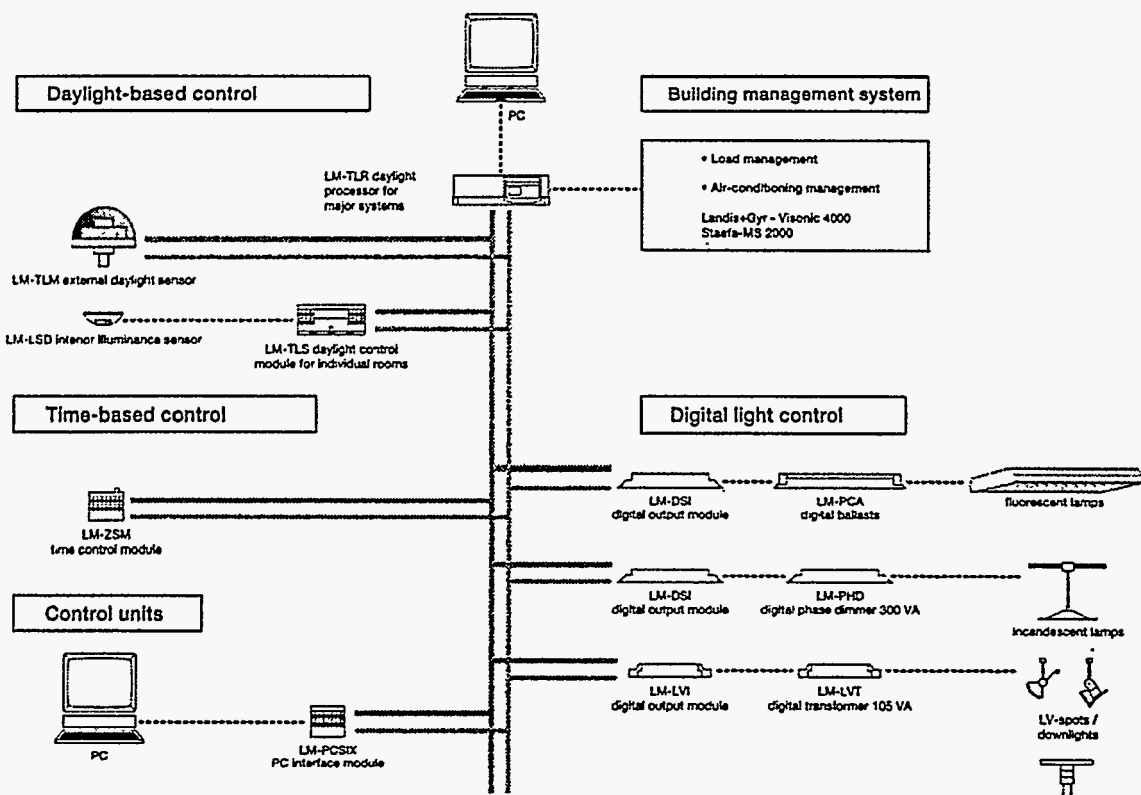 Daylight-based control
PC
Building management system
LM-TLR daylight
processor for
major systems
* Load management
* Air-conditioning management
Landis+Gyr - Visonic 4000
Staefa-MS 2000
LM-TLM external daylight sensor
LM-LSD interior illuminance sensor
LM-TLS daylight control
module for individual rooms
Time-based control
Digital light control
LM-ZSM
time control module
LM-DSI
digital output module
LM-PCA
digital ballasts
fluorescent lamps
LM-DSI
digital output module
LM-PHD
digital phase dimmer 300 VA
incandescent lamps
Control units
PC
LM-PCSIX
PC interface module
LM-LVI
digital output module
LM-LVT
digital transformer 105 VA
LV-spots /
downlights